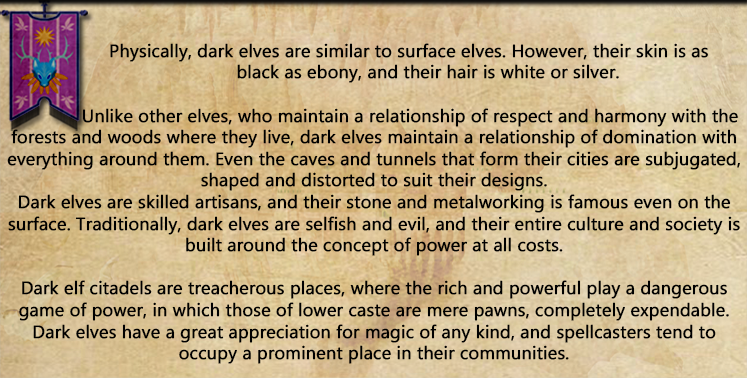 Physically, dark elves are similar to surface elves. However, their skin is as
black as ebony, and their hair is white or silver.
Unlike other elves, who maintain a relationship of respect and harmony with the
forests and woods where they live, dark elves maintain a relationship of domination with
everything around them. Even the caves and tunnels that form their cities are subjugated,
shaped and distorted to suit their designs.
Dark elves are skilled artisans, and their stone and metalworking is famous even on the
surface. Traditionally, dark elves are selfish and evil, and their entire culture and society is
built around the concept of power at all costs.
Dark elf citadels are treacherous places, where the rich and powerful play a dangerous
game of power, in which those of lower caste are mere pawns, completely expendable.
Dark elves have a great appreciation for magic of any kind, and spellcasters tend to
occupy a prominent place in their communities.